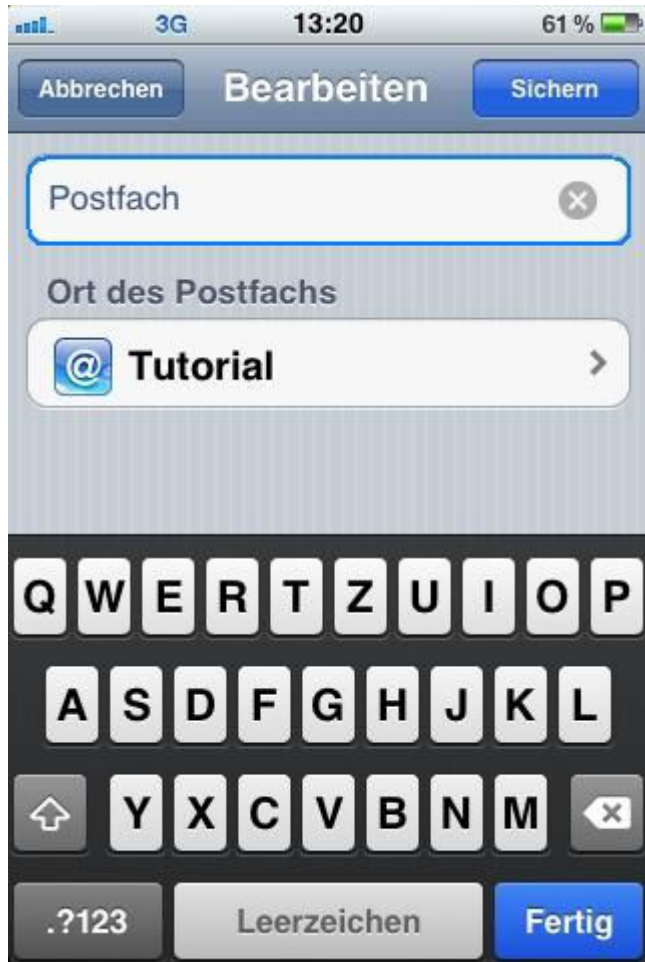 3G 13:20 61 %
Abbrechen Bearbeiten Sichern
Postfach
Ort des Postfachs
@ Tutorial
Q W E R T Z U I O P
A S D F G H J K L
Y X C V B N M
.?123 Leerzeichen Fertig